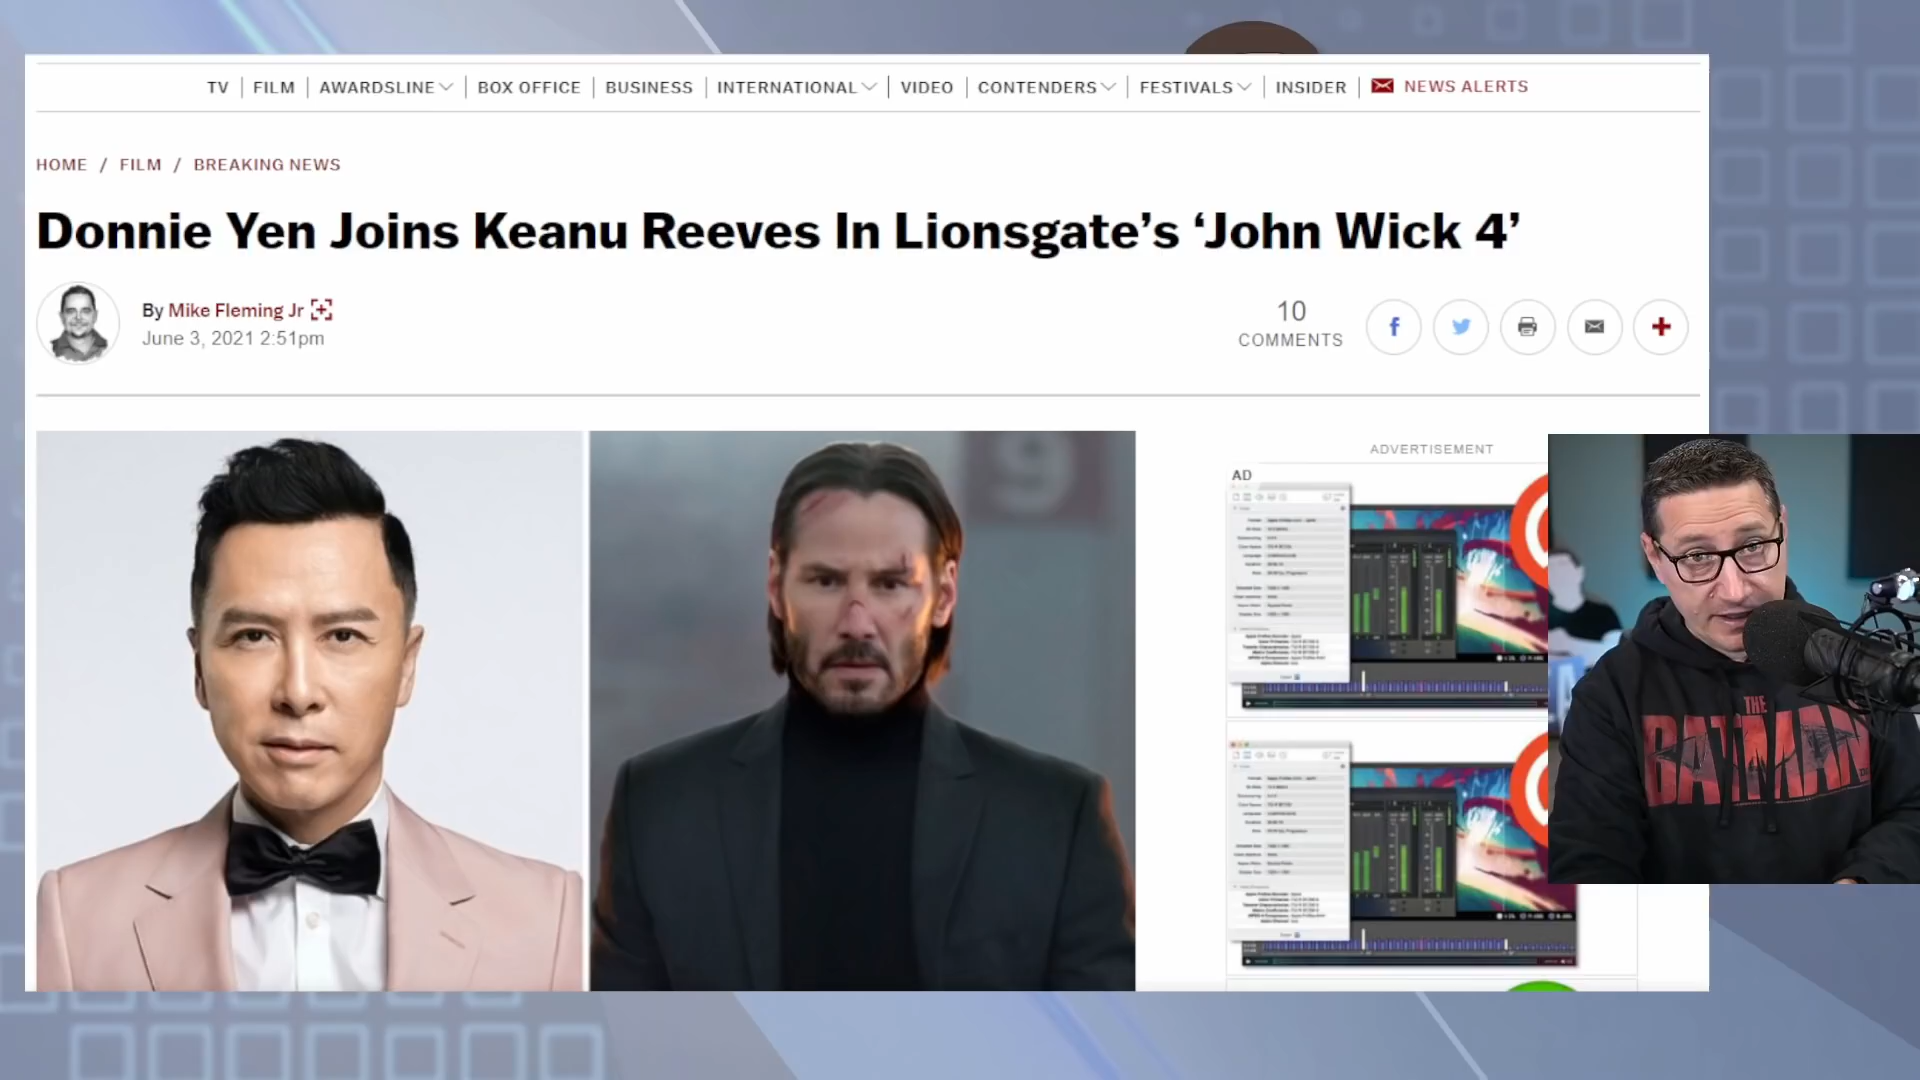 TV FILM AWARDSLINE BOX OFFICE BUSINESS INTERNATIONAL VIDEO CONTENDERS FESTIVALS INSIDER NEWS ALERTS
HOME / FILM / BREAKING NEWS
Donnie Yen Joins Keanu Reeves In Lionsgate’s ‘John Wick 4’
By Mike Fleming Jr
June 3, 2021 2:51pm
10
COMMENTS
9
ADVERTISEMENT
AD
THE
BATMAN